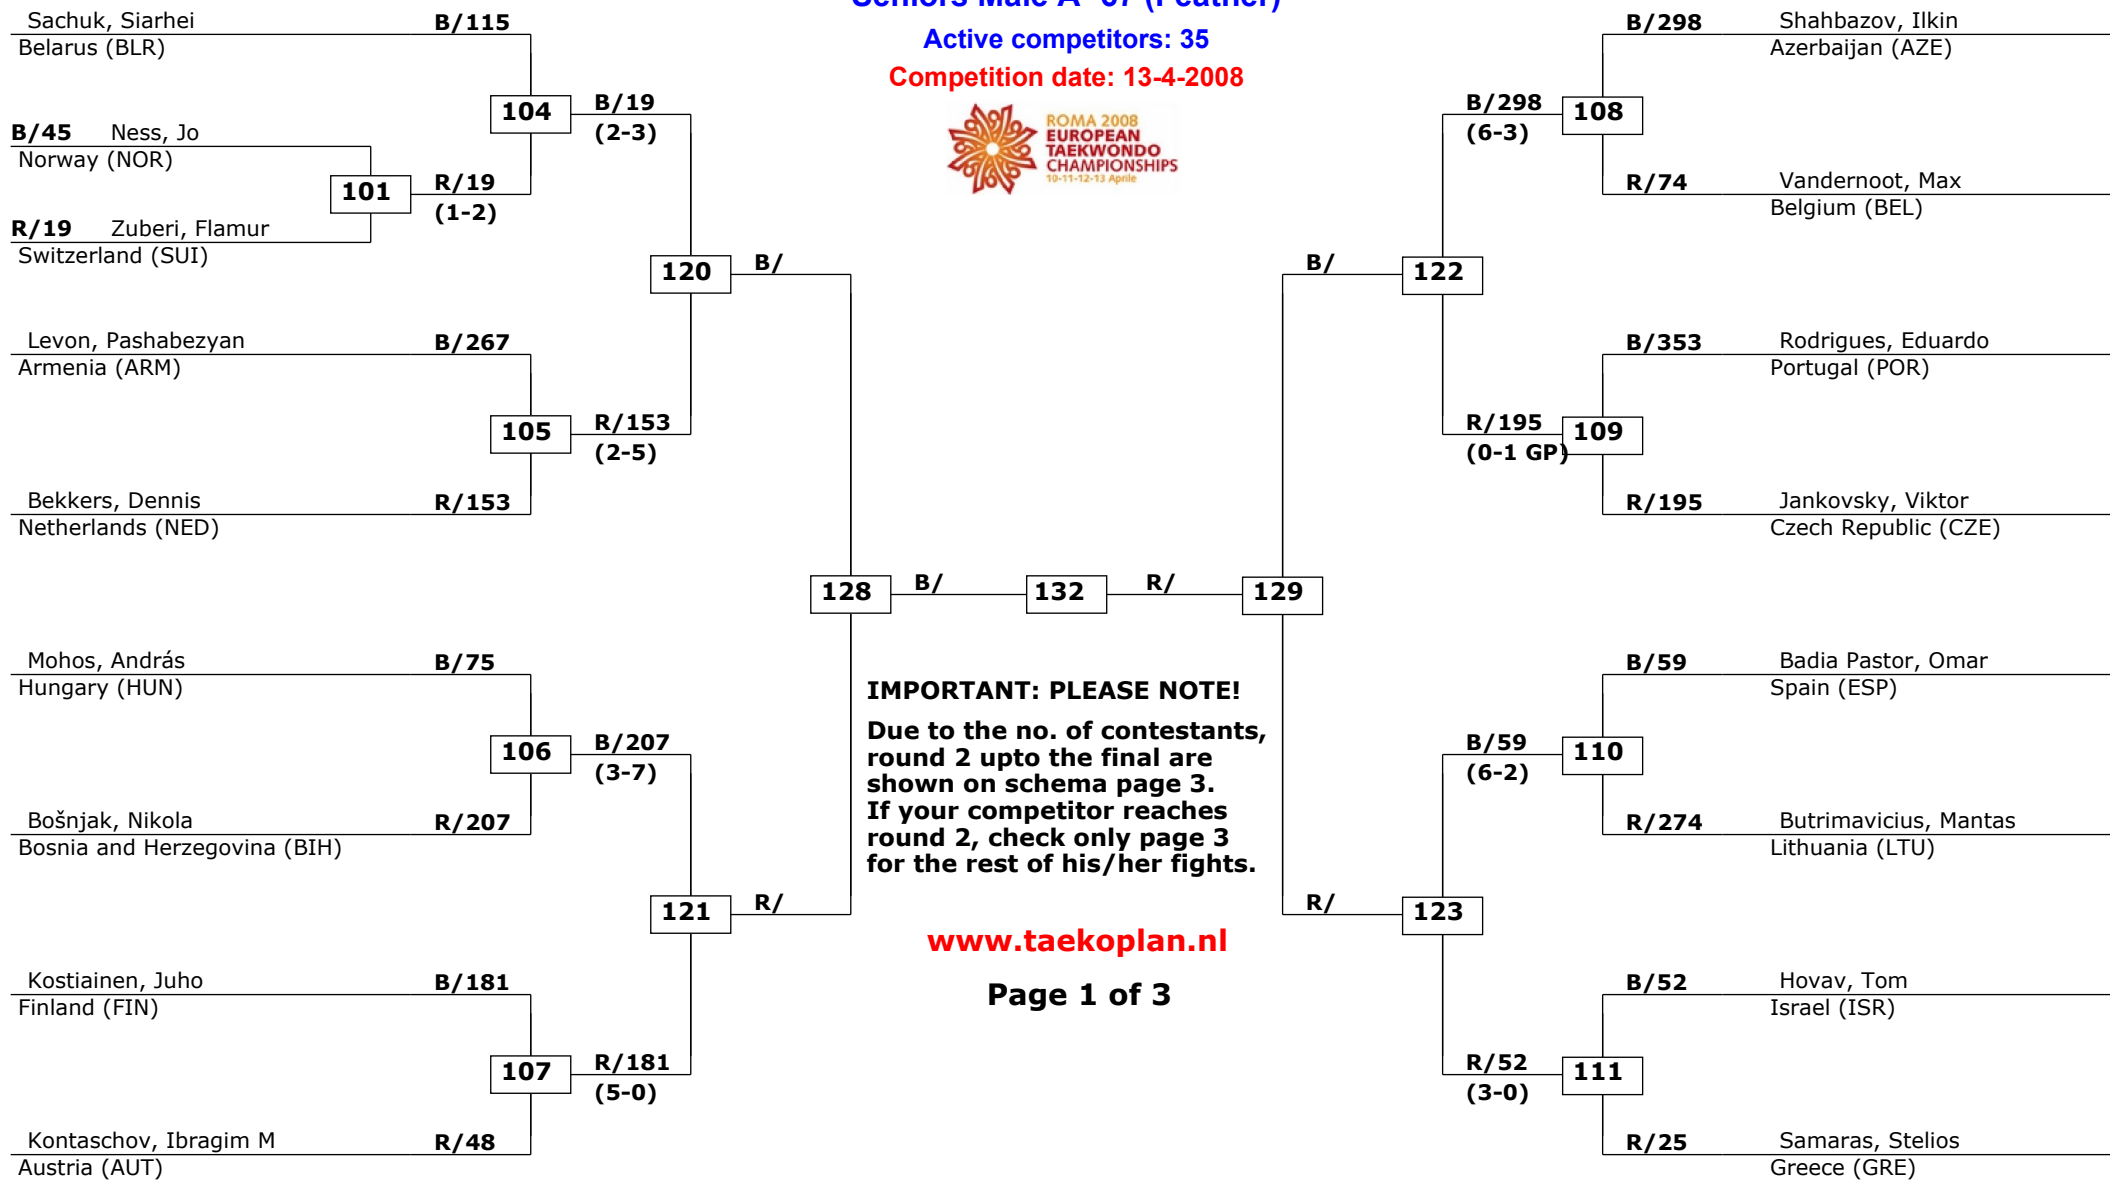 Seniors Male A -67 (Feather)
Active competitors: 35
Competition date: 13-4-2008
ROMA 2008
EUROPEAN
TAEKWONDO
CHAMPIONSHIPS
10-11-12-13 Aprile
Sachuk, Siarhei B/115
Belarus (BLR)
104 B/19
(2-3)
B/45 Ness, Jo
Norway (NOR)
101 R/19
(1-2)
R/19 Zuberi, Flamur
Switzerland (SUI)
120 B/
Levon, Pashabezyan B/267
Armenia (ARM)
105 R/153
(2-5)
Bekkers, Dennis R/153
Netherlands (NED)
128 B/ 132 R/ 129
Mohos, András B/75
Hungary (HUN)
106 B/207
(3-7)
Bošnjak, Nikola R/207
Bosnia and Herzegovina (BIH)
121 R/
Kostiainen, Juho B/181
Finland (FIN)
107 R/181
(5-0)
Kontaschov, Ibragim M R/48
Austria (AUT)
IMPORTANT: PLEASE NOTE!
Due to the no. of contestants,
round 2 upto the final are
shown on schema page 3.
If your competitor reaches
round 2, check only page 3
for the rest of his/her fights.
www.taekoplan.nl
Page 1 of 3
B/298 Shahbazov, Ilkin
Azerbaijan (AZE)
B/298 108
(6-3)
R/74 Vandernoot, Max
Belgium (BEL)
B/ 122
B/353 Rodrigues, Eduardo
Portugal (POR)
R/195 109
(0-1 GP)
R/195 Jankovsky, Viktor
Czech Republic (CZE)
B/59 Badia Pastor, Omar
Spain (ESP)
B/59 110
(6-2)
R/274 Butrimavicius, Mantas
Lithuania (LTU)
R/ 123
B/52 Hovav, Tom
Israel (ISR)
R/52 111
(3-0)
R/25 Samaras, Stelios
Greece (GRE)